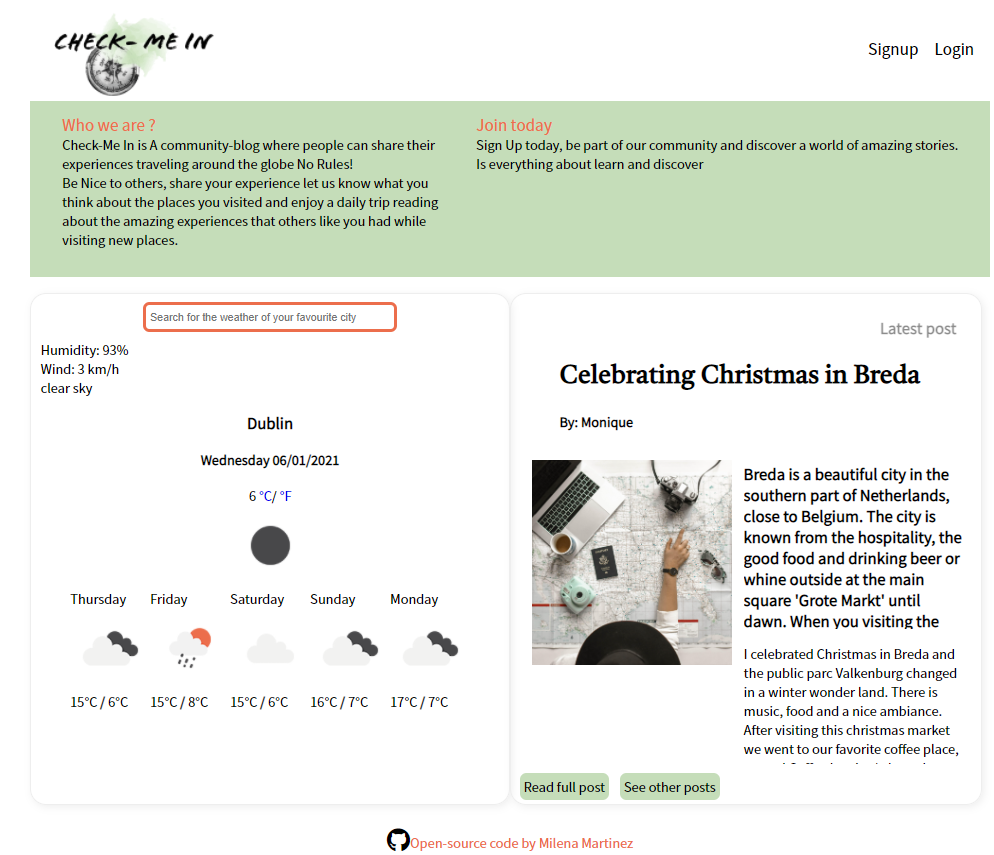 CHECK- ME IN
Signup Login
Who we are ?
Check-Me In is A community-blog where people can share their
experiences traveling around the globe No Rules!
Be Nice to others, share your experience let us know what you
think about the places you visited and enjoy a daily trip reading
about the amazing experiences that others like you had while
visiting new places.
Join today
Sign Up today, be part of our community and discover a world of amazing stories.
Is everything about learn and discover
Search for the weather of your favourite city
Humidity: 93%
Wind: 3 km/h
clear sky
Dublin
Wednesday 06/01/2021
6 °C/ °F
Thursday Friday Saturday Sunday Monday
15°C / 6°C 15°C / 8°C 15°C / 6°C 16°C / 7°C 17°C / 7°C
Latest post
Celebrating Christmas in Breda
By: Monique
Breda is a beautiful city in the
southern part of Netherlands,
close to Belgium. The city is
known from the hospitality, the
good food and drinking beer or
whine outside at the main
square 'Grote Markt' until
dawn. When you visiting the
I celebrated Christmas in Breda and
the public parc Valkenburg changed
in a winter wonder land. There is
music, food and a nice ambiance.
After visiting this christmas market
we went to our favorite coffee place,
Read full post See other posts
Open-source code by Milena Martinez